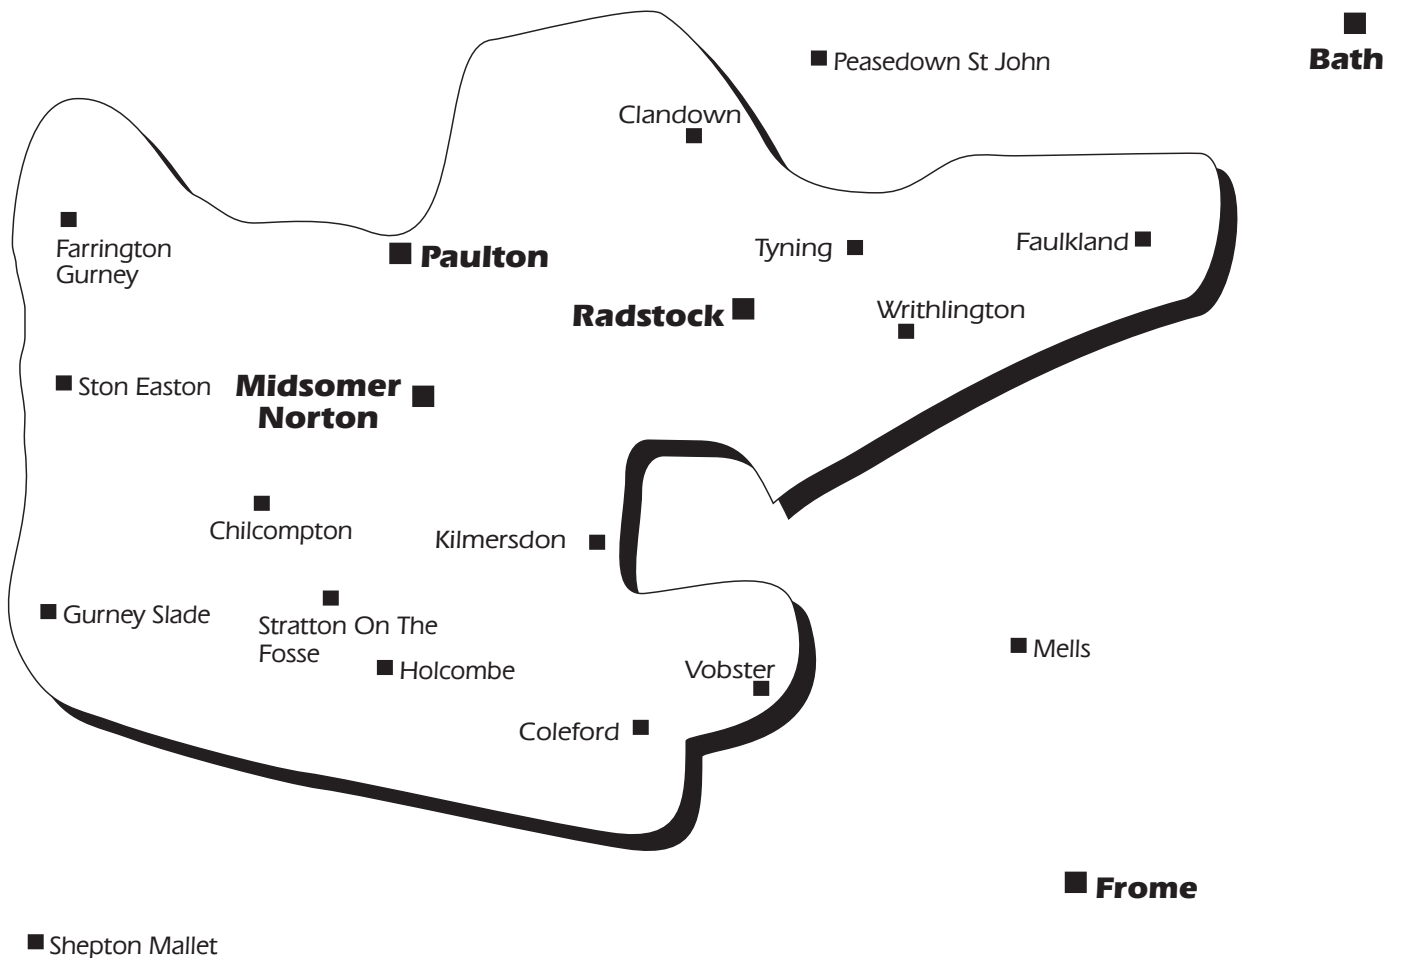 Bath
Peasedown St John
Clandown
Farrington
Gurney
Paulton
Tyning
Faulkland
Radstock
Writhlington
Ston Easton
Midsomer
Norton
Chilcompton
Kilmersdon
Gurney Slade
Stratton On The
Fosse
Holcombe
Vobster
Mells
Coleford
Frome
Shepton Mallet